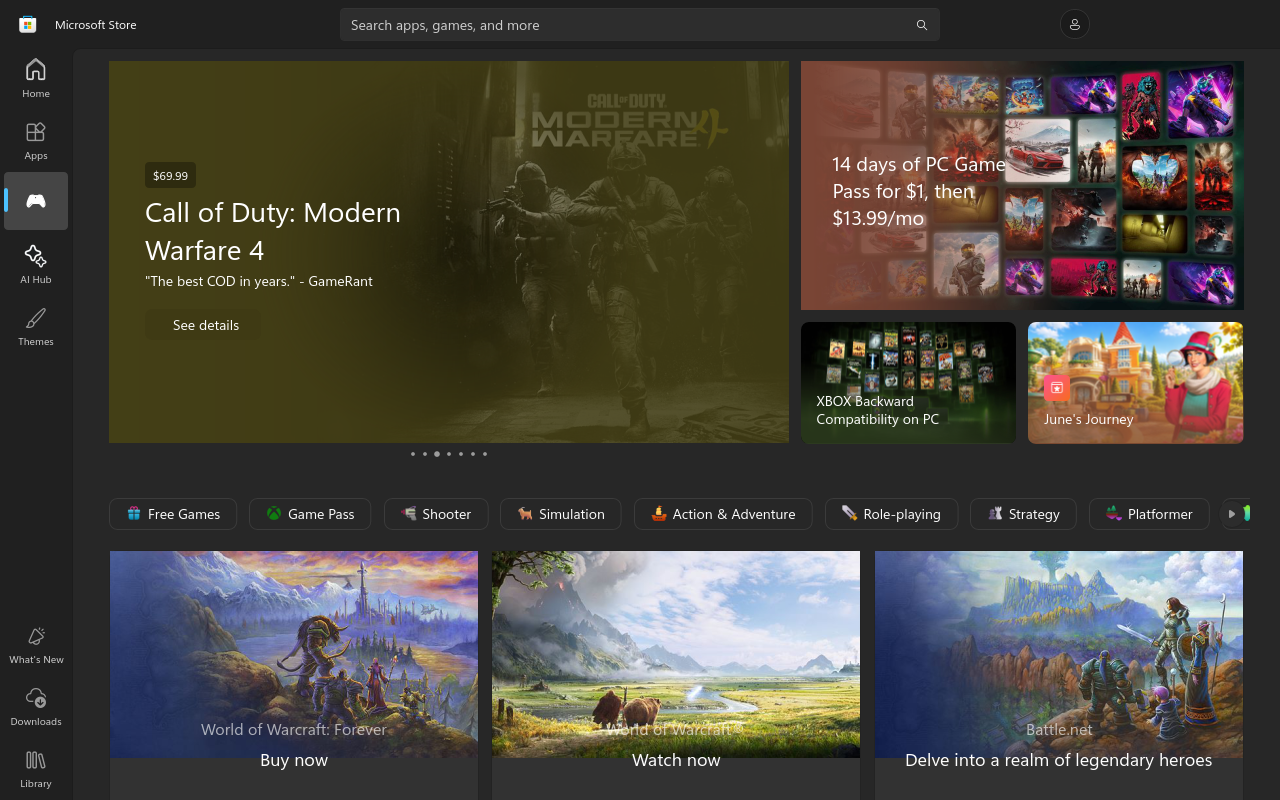 Microsoft Store
Search apps, games, and more
Home
Apps
AI Hub
Themes
What's New
Downloads
Library
CALL OF DUTY
MODERN
WARFARE 4
$69.99
Call of Duty: Modern
Warfare 4
"The best COD in years." - GameRant
See details
14 days of PC Game
Pass for $1, then
$13.99/mo
XBOX Backward
Compatibility on PC
June's Journey
Free Games
Game Pass
Shooter
Simulation
Action & Adventure
Role-playing
Strategy
Platformer
World of Warcraft: Forever
Buy now
World of Warcraft®
Watch now
Battle.net
Delve into a realm of legendary heroes